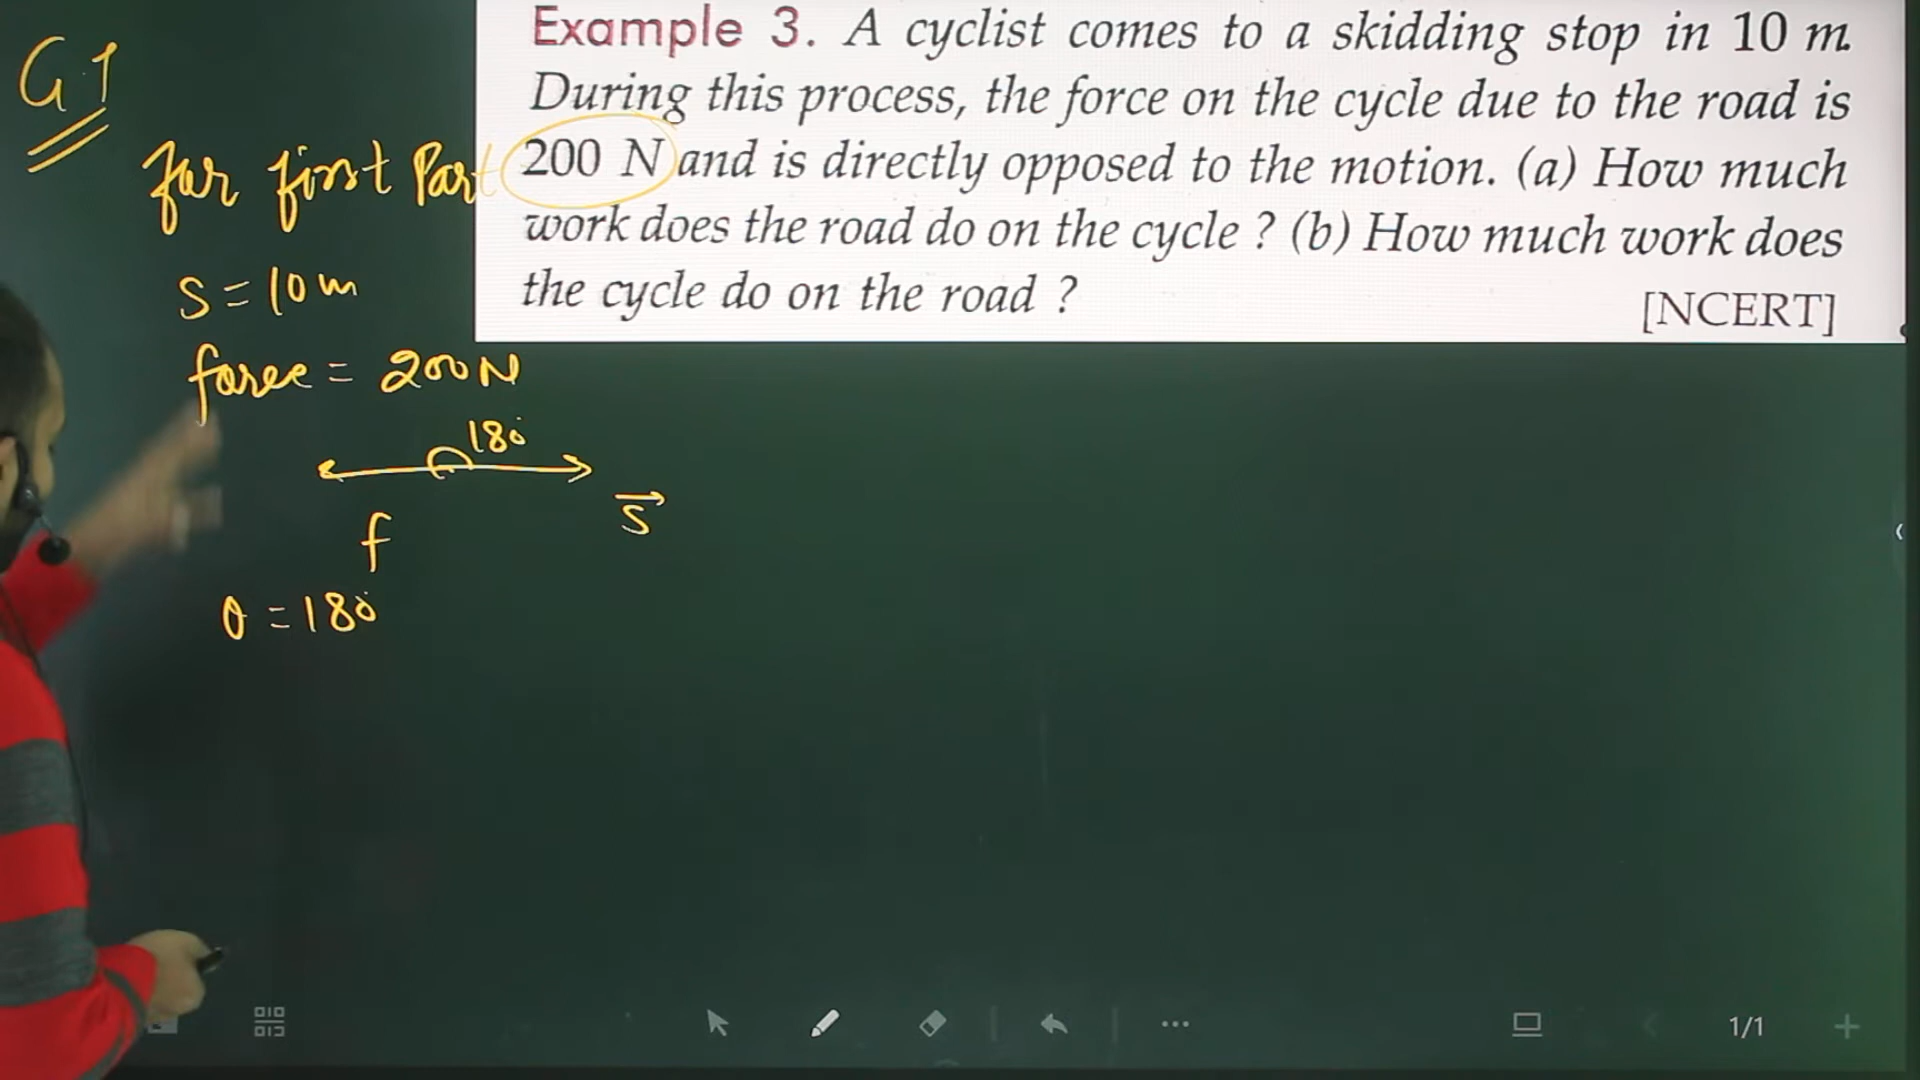 G1
Example 3. A cyclist comes to a skidding stop in 10 m.
During this process, the force on the cycle due to the road is
200 N and is directly opposed to the motion. (a) How much
work does the road do on the cycle ? (b) How much work does
the cycle do on the road ?
[NCERT]
For first Part
S = 10 m
force = 200 N
180°
f
S
θ = 180°
1/1